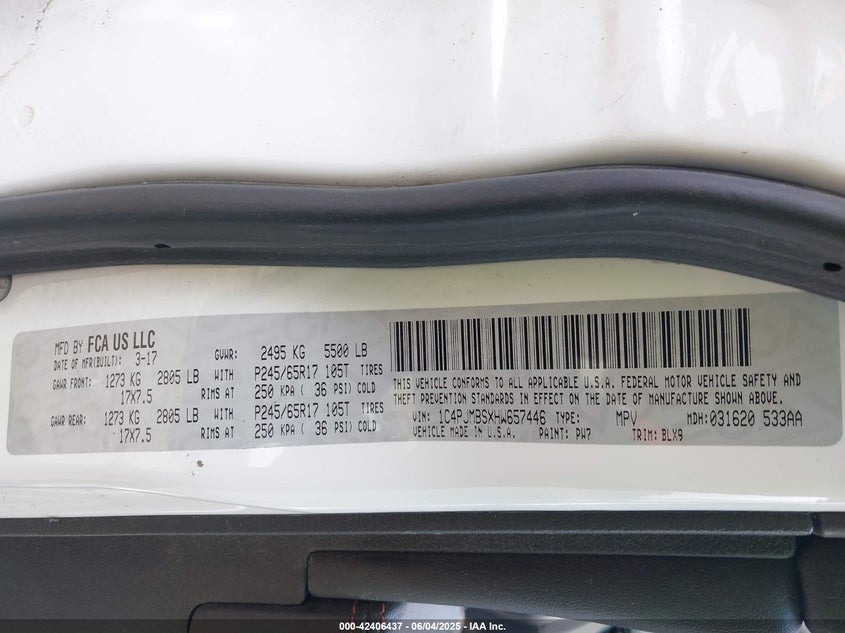 MFD BY FCA US LLC
DATE OF MFR(BUILT): 3-17 GVWR: 2495 KG 5500 LB
GAWR FRONT: 1273 KG 2805 LB WITH P245/65R17 105T TIRES
17X7.5 RIMS AT 250 KPA ( 36 PSI) COLD
GAWR REAR: 1273 KG 2805 LB WITH P245/65R17 105T TIRES
17X7.5 RIMS AT 250 KPA ( 36 PSI) COLD
THIS VEHICLE CONFORMS TO ALL APPLICABLE U.S.A. FEDERAL MOTOR VEHICLE SAFETY AND
THEFT PREVENTION STANDARDS IN EFFECT ON THE DATE OF MANUFACTURE SHOWN ABOVE.
VIN: 1C4PJMBSXHW657446 TYPE: MPV MDH: 031620 533AA
VEHICLE MADE IN U.S.A. PAINT: PW7 TRIM: BLX9
000-42406437 - 06/04/2025 - IAA Inc.